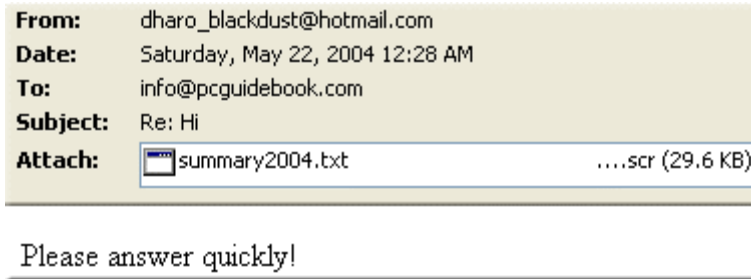 From: dharo_blackdust@hotmail.com
Date: Saturday, May 22, 2004 12:28 AM
To: info@pcguidebook.com
Subject: Re: Hi
Attach: summary2004.txt ....scr (29.6 KB)
Please answer quickly!